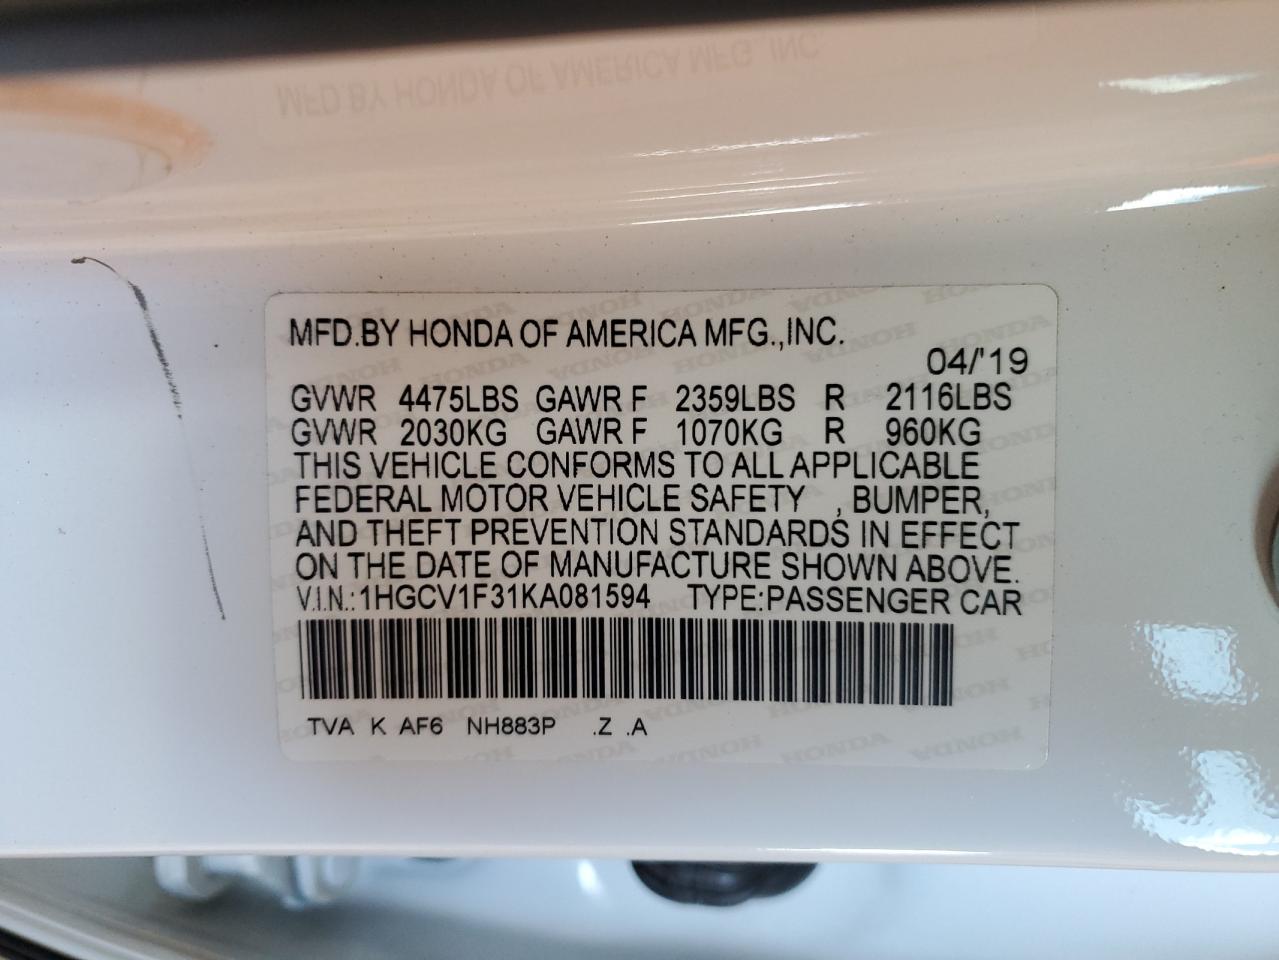 MFD.BY HONDA OF AMERICA MFG.,INC.
04/'19
GVWR 4475LBS GAWR F 2359LBS R 2116LBS
GVWR 2030KG GAWR F 1070KG R 960KG
THIS VEHICLE CONFORMS TO ALL APPLICABLE
FEDERAL MOTOR VEHICLE SAFETY , BUMPER,
AND THEFT PREVENTION STANDARDS IN EFFECT
ON THE DATE OF MANUFACTURE SHOWN ABOVE.
V.I.N.:1HGCV1F31KA081594 TYPE:PASSENGER CAR
TVA K AF6 NH883P .Z .A